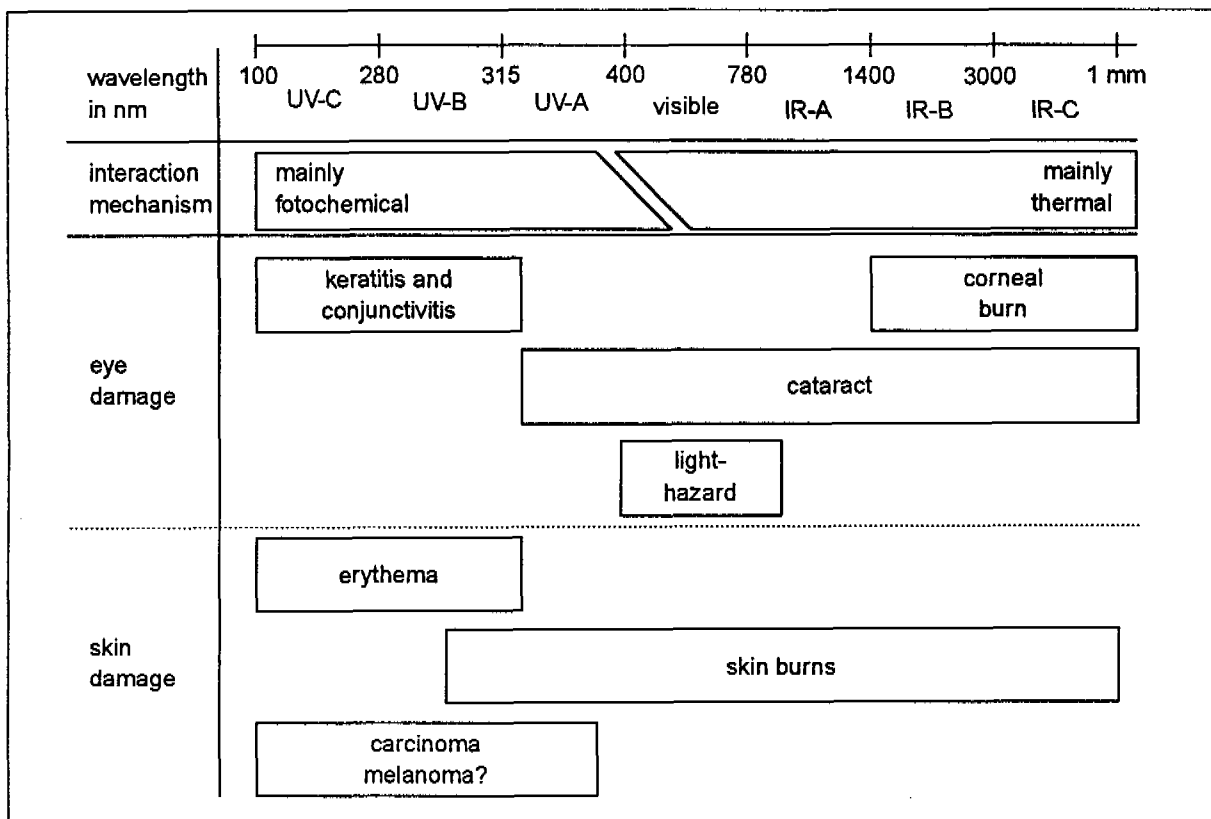 wavelength
in nm
100 280 315 400 780 1400 3000 1 mm
UV-C UV-B UV-A visible IR-A IR-B IR-C
interaction
mechanism
mainly
fotochemical
mainly
thermal
eye
damage
keratitis and
conjunctivitis
corneal
burn
cataract
light-
hazard
skin
damage
erythema
skin burns
carcinoma
melanoma?